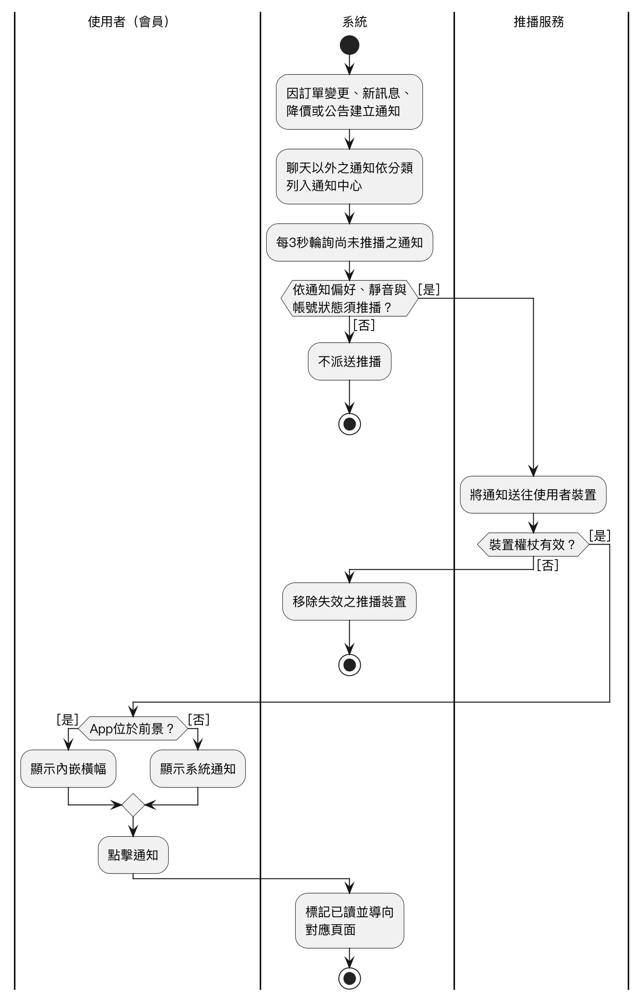 使用者（會員）
系統
推播服務
因訂單變更、新訊息、
降價或公告建立通知
聊天以外之通知依分類
列入通知中心
每3秒輪詢尚未推播之通知
依通知偏好、靜音與
帳號狀態須推播？
[是]
[否]
不派送推播
將通知送往使用者裝置
裝置權杖有效？
[是]
[否]
移除失效之推播裝置
[是]
App位於前景？
[否]
顯示內嵌橫幅
顯示系統通知
點擊通知
標記已讀並導向
對應頁面